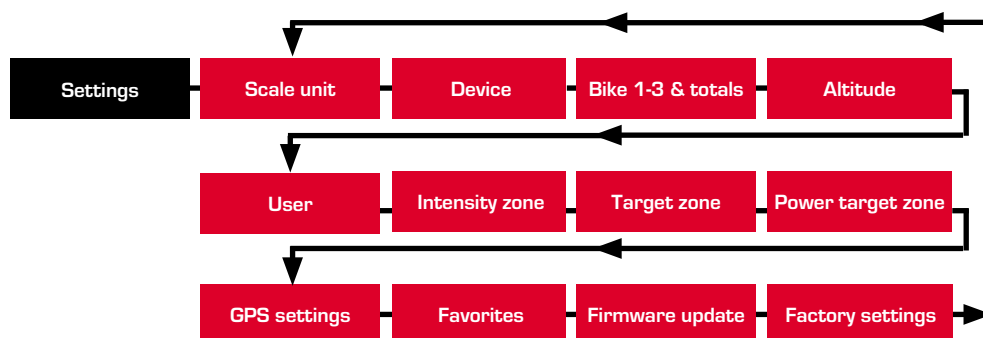 Settings
Scale unit
Device
Bike 1-3 & totals
Altitude
User
Intensity zone
Target zone
Power target zone
GPS settings
Favorites
Firmware update
Factory settings